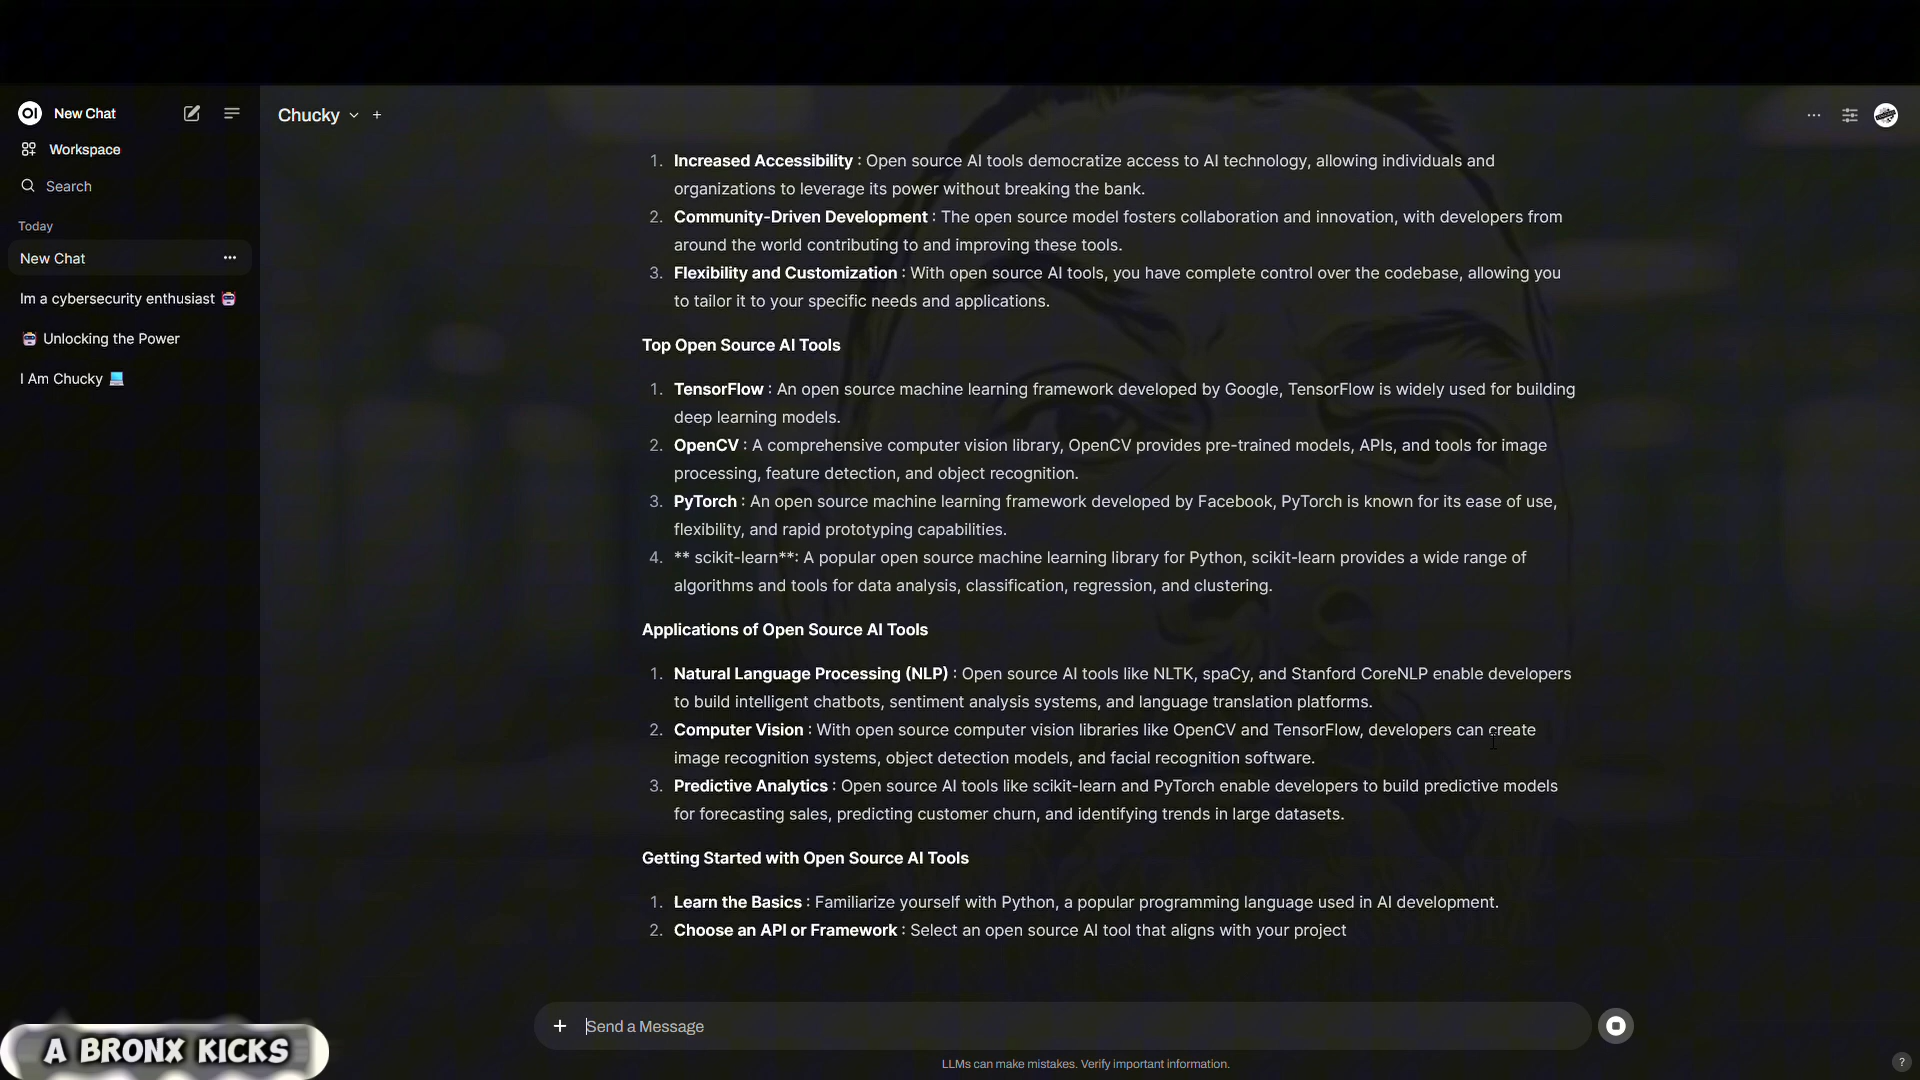 OI New Chat
Workspace
Search
Today
New Chat
Im a cybersecurity enthusiast
Unlocking the Power
I Am Chucky
Chucky
1. Increased Accessibility : Open source AI tools democratize access to AI technology, allowing individuals and
organizations to leverage its power without breaking the bank.
2. Community-Driven Development : The open source model fosters collaboration and innovation, with developers from
around the world contributing to and improving these tools.
3. Flexibility and Customization : With open source AI tools, you have complete control over the codebase, allowing you
to tailor it to your specific needs and applications.
Top Open Source AI Tools
1. TensorFlow : An open source machine learning framework developed by Google, TensorFlow is widely used for building
deep learning models.
2. OpenCV : A comprehensive computer vision library, OpenCV provides pre-trained models, APIs, and tools for image
processing, feature detection, and object recognition.
3. PyTorch : An open source machine learning framework developed by Facebook, PyTorch is known for its ease of use,
flexibility, and rapid prototyping capabilities.
4. ** scikit-learn**: A popular open source machine learning library for Python, scikit-learn provides a wide range of
algorithms and tools for data analysis, classification, regression, and clustering.
Applications of Open Source AI Tools
1. Natural Language Processing (NLP) : Open source AI tools like NLTK, spaCy, and Stanford CoreNLP enable developers
to build intelligent chatbots, sentiment analysis systems, and language translation platforms.
2. Computer Vision : With open source computer vision libraries like OpenCV and TensorFlow, developers can create
image recognition systems, object detection models, and facial recognition software.
3. Predictive Analytics : Open source AI tools like scikit-learn and PyTorch enable developers to build predictive models
for forecasting sales, predicting customer churn, and identifying trends in large datasets.
Getting Started with Open Source AI Tools
1. Learn the Basics : Familiarize yourself with Python, a popular programming language used in AI development.
2. Choose an API or Framework : Select an open source AI tool that aligns with your project
Send a Message
LLMs can make mistakes. Verify important information.
?
A BRONX KICKS